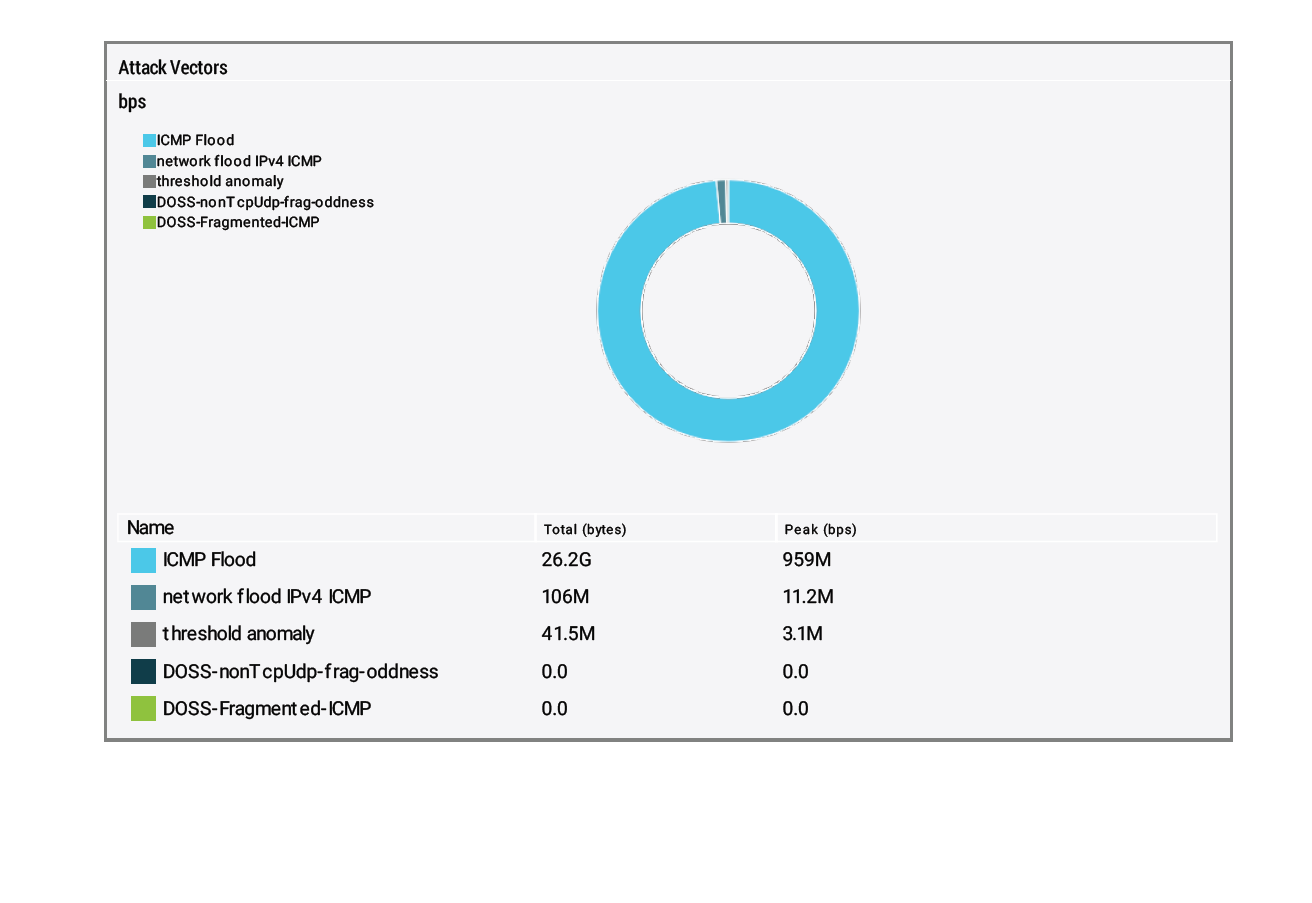 Attack Vectors
bps
ICMP Flood
network flood IPv4 ICMP
threshold anomaly
DOSS-nonTcpUdp-frag-oddness
DOSS-Fragmented-ICMP
Name Total (bytes) Peak (bps)
ICMP Flood 26.2G 959M
network flood IPv4 ICMP 106M 11.2M
threshold anomaly 41.5M 3.1M
DOSS-nonTcpUdp-frag-oddness 0.0 0.0
DOSS-Fragmented-ICMP 0.0 0.0